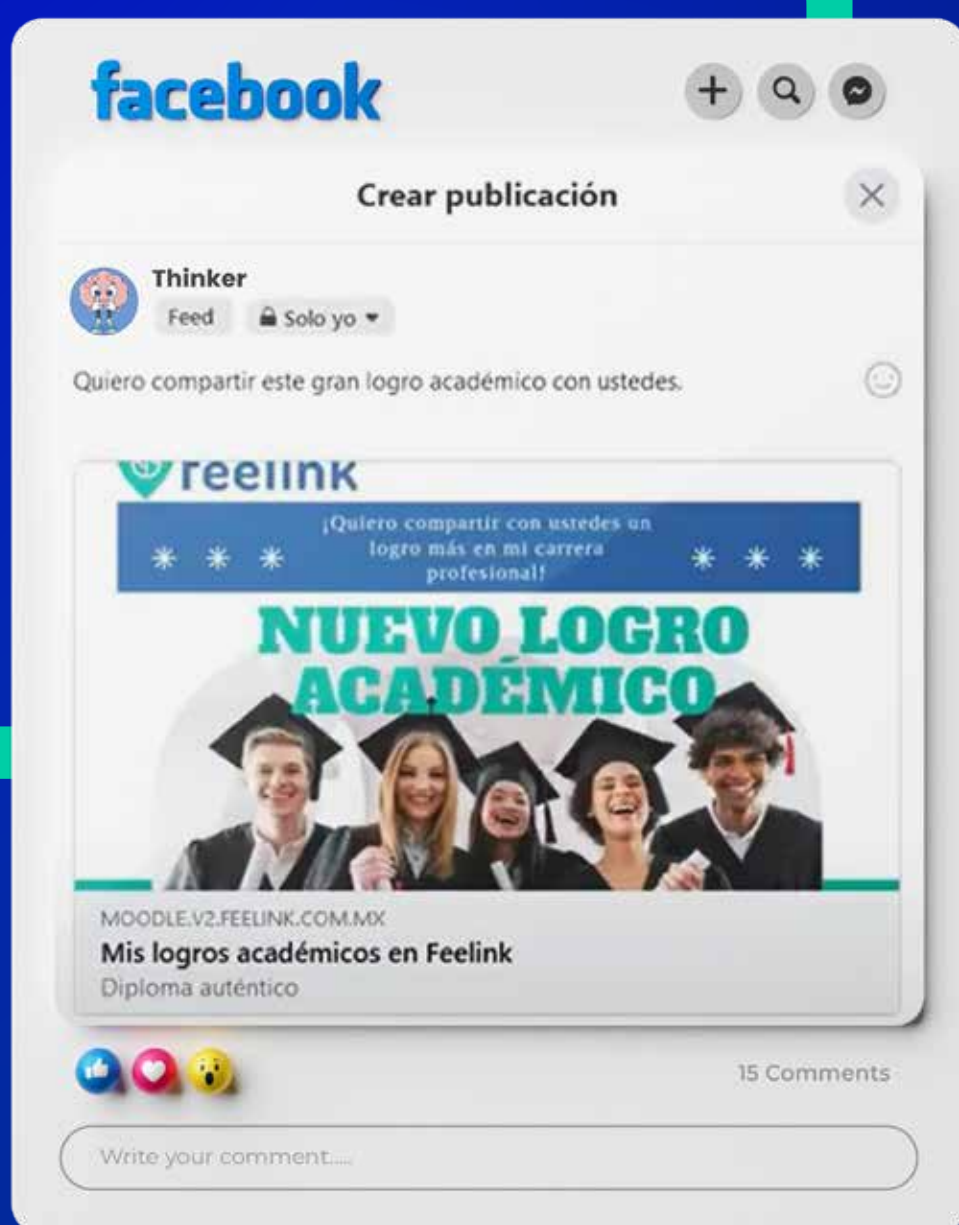 facebook
Crear publicación
Thinker
Feed
Solo yo
Quiero compartir este gran logro académico con ustedes.
feelink
¡Quiero compartir con ustedes un
logro más en mi carrera
profesional!
NUEVO LOGRO
ACADÉMICO
MOODLE.V2.FEELINK.COM.MX
Mis logros académicos en Feelink
Diploma auténtico
15 Comments
Write your comment.....